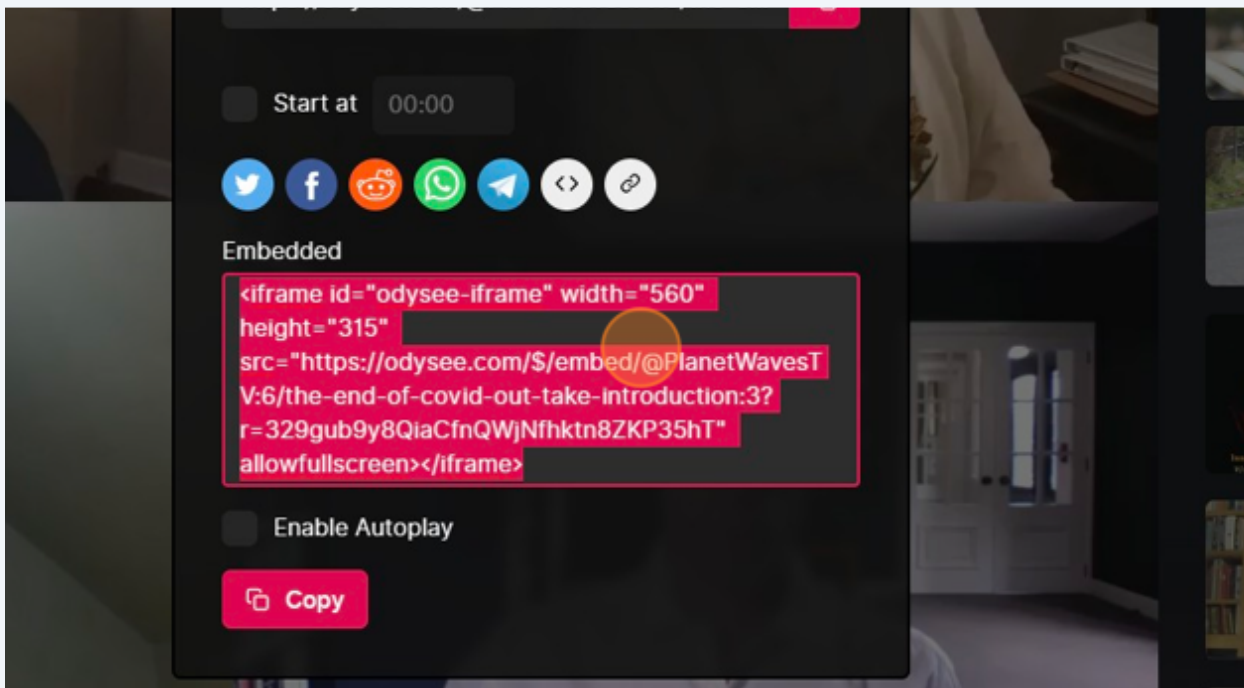 Start at 00:00
Embedded
<iframe id="odysee-iframe" width="560"
height="315"
src="https://odysee.com/$/embed/@PlanetWavesT
V:6/the-end-of-covid-out-take-introduction:3?
r=329gub9y8QiaCfnQWjNfhktn8ZKP35hT"
allowfullscreen></iframe>
Enable Autoplay
Copy